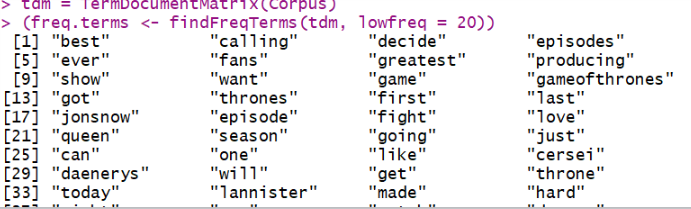 > tdm = TermDocumentMatrix(Corpus)
> (freq.terms <- findFreqTerms(tdm, lowfreq = 20))
[1] "best" "calling" "decide" "episodes"
[5] "ever" "fans" "greatest" "producing"
[9] "show" "want" "game" "gameofthrones"
[13] "got" "thrones" "first" "last"
[17] "jonsnow" "episode" "fight" "love"
[21] "queen" "season" "going" "just"
[25] "can" "one" "like" "cersei"
[29] "daenerys" "will" "get" "throne"
[33] "today" "lannister" "made" "hard"